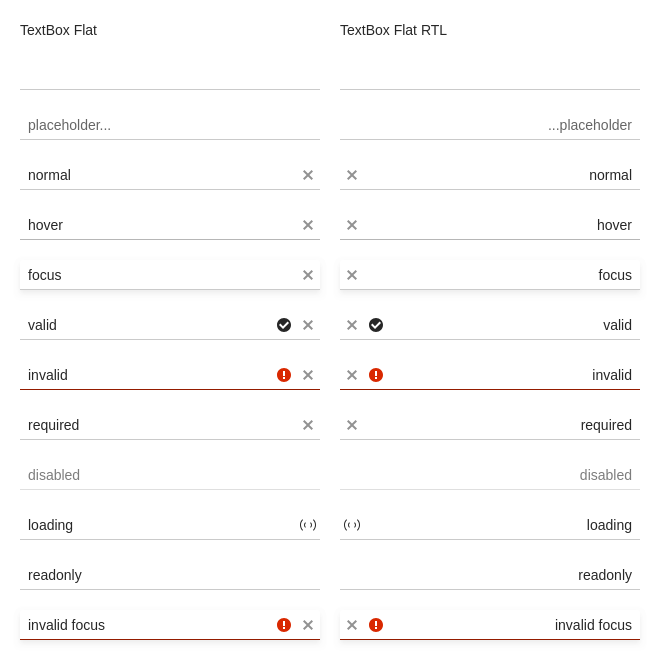 TextBox Flat
placeholder...
normal
hover
focus
valid
invalid
required
disabled
loading
readonly
invalid focus
TextBox Flat RTL
...placeholder
normal
hover
focus
valid
invalid
required
disabled
loading
readonly
invalid focus